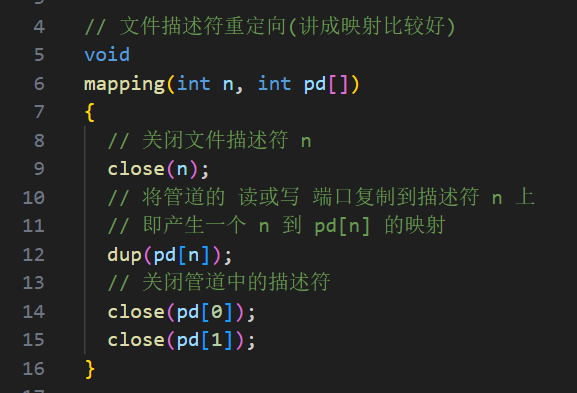 4 // 文件描述符重定向(讲成映射比较好)
5 void
6 mapping(int n, int pd[])
7 {
8 // 关闭文件描述符 n
9 close(n);
10 // 将管道的 读或写 端口复制到描述符 n 上
11 // 即产生一个 n 到 pd[n] 的映射
12 dup(pd[n]);
13 // 关闭管道中的描述符
14 close(pd[0]);
15 close(pd[1]);
16 }